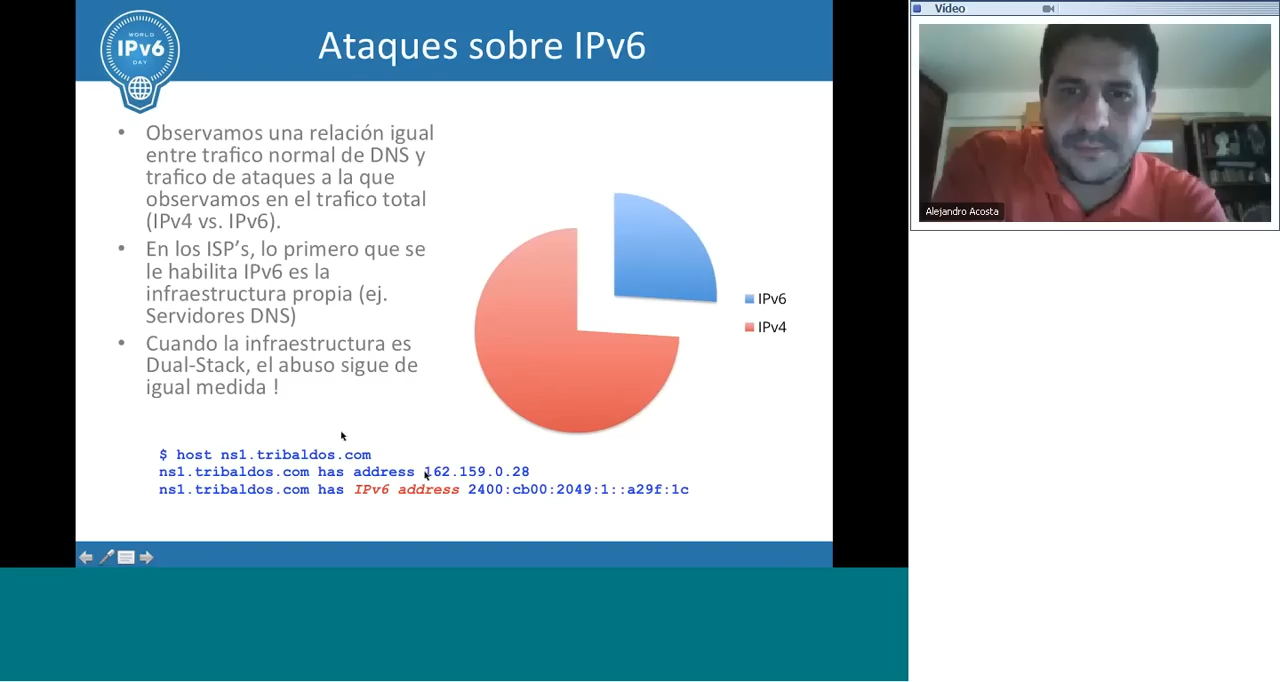 WORLD
IPv6
DAY
Ataques sobre IPv6
• Observamos una relación igual
entre trafico normal de DNS y
trafico de ataques a la que
observamos en el trafico total
(IPv4 vs. IPv6).
• En los ISP’s, lo primero que se
le habilita IPv6 es la
infraestructura propia (ej.
Servidores DNS)
• Cuando la infraestructura es
Dual-Stack, el abuso sigue de
igual medida !
IPv6
IPv4
$ host ns1.tribaldos.com
ns1.tribaldos.com has address 162.159.0.28
ns1.tribaldos.com has IPv6 address 2400:cb00:2049:1::a29f:1c
Vídeo
Alejandro Acosta